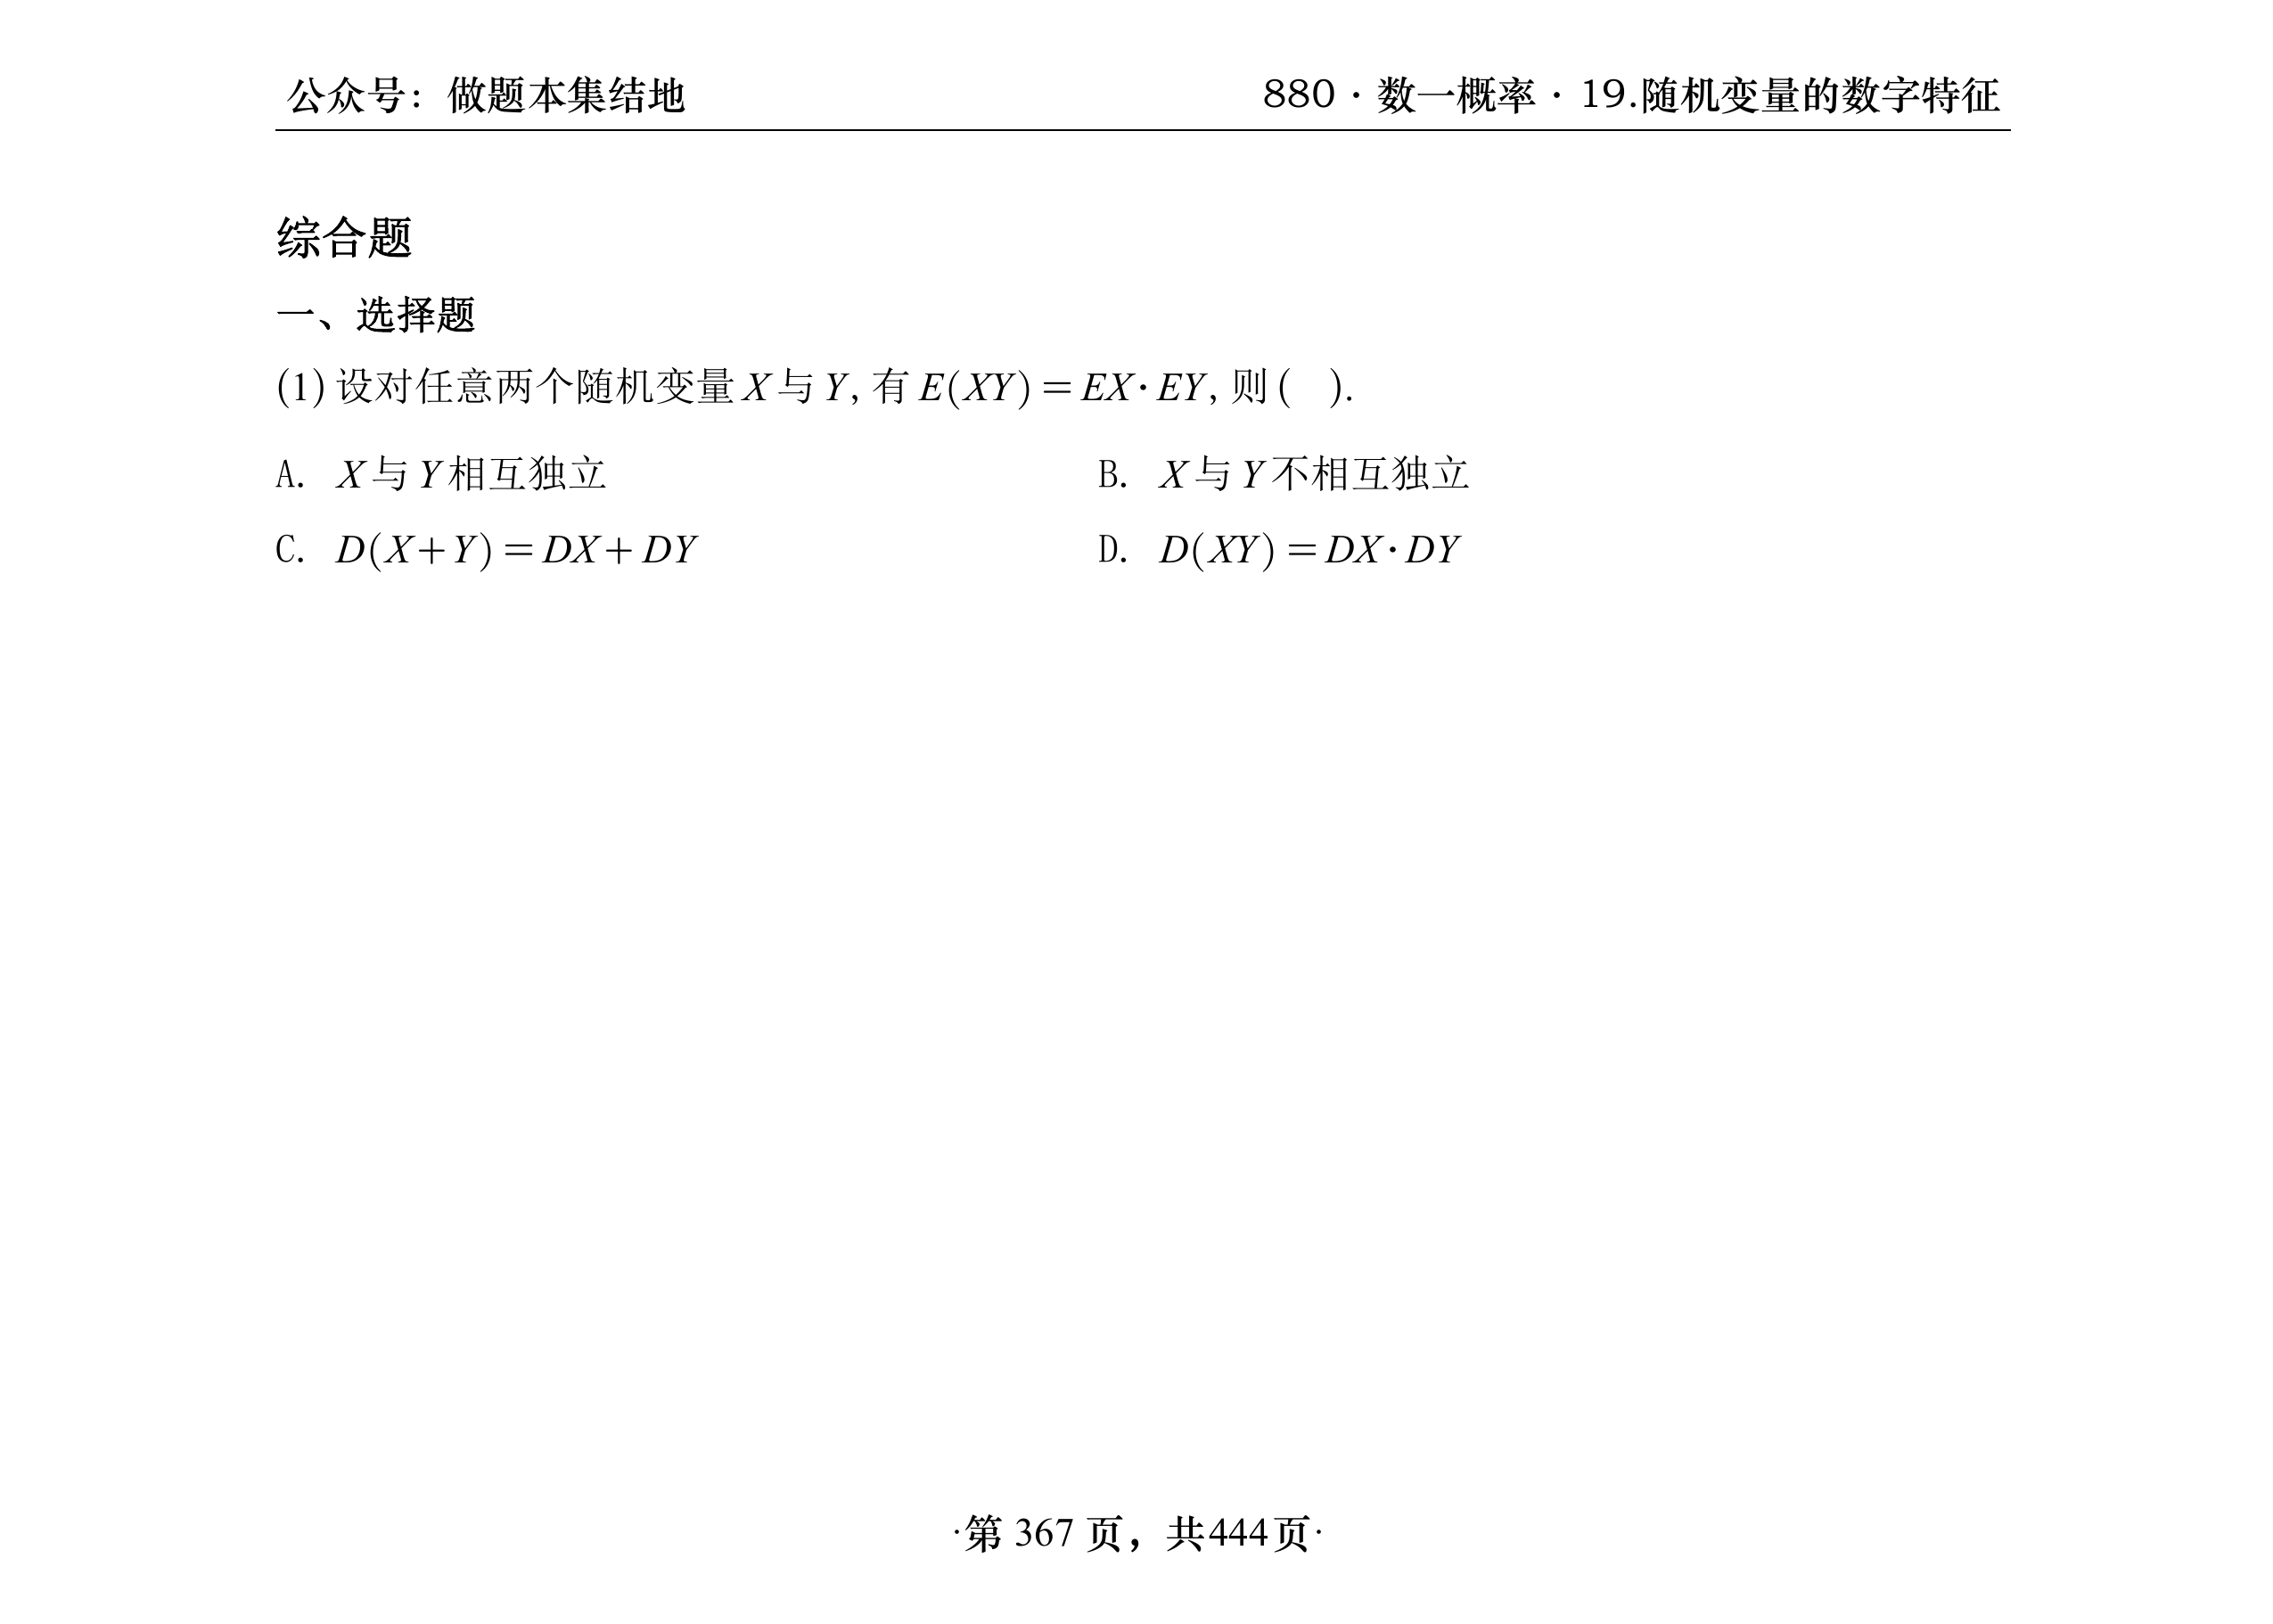 公众号：做题本集结地
880·数一概率·19.随机变量的数字特征
综合题
一、选择题
(1) 设对任意两个随机变量 X 与 Y, 有 E(XY) = EX·EY, 则 (  ).
A. X 与 Y 相互独立
B. X 与 Y 不相互独立
C. D(X+Y) = DX + DY
D. D(XY) = DX·DY
·第 367 页，共444页·